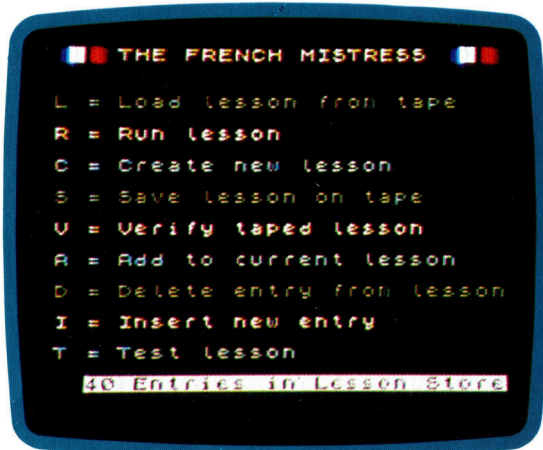 THE FRENCH MISTRESS
L = Load lesson from tape
R = Run lesson
C = Create new lesson
S = Save lesson on tape
V = Verify taped lesson
A = Add to current lesson
D = Delete entry from lesson
I = Insert new entry
T = Test lesson
40 Entries in Lesson Store